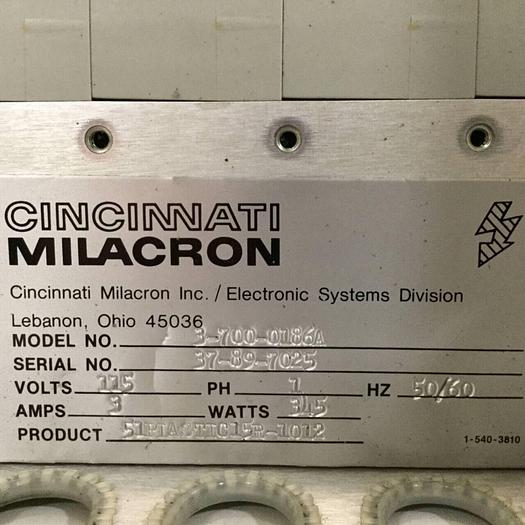 CINCINNATI
MILACRON
Cincinnati Milacron Inc. / Electronic Systems Division
Lebanon, Ohio 45036
MODEL NO. 3-700-0186A
SERIAL NO. 37-89-7025
VOLTS 115 PH 1 HZ 50/60
AMPS 3 WATTS 345
PRODUCT
1-540-3810